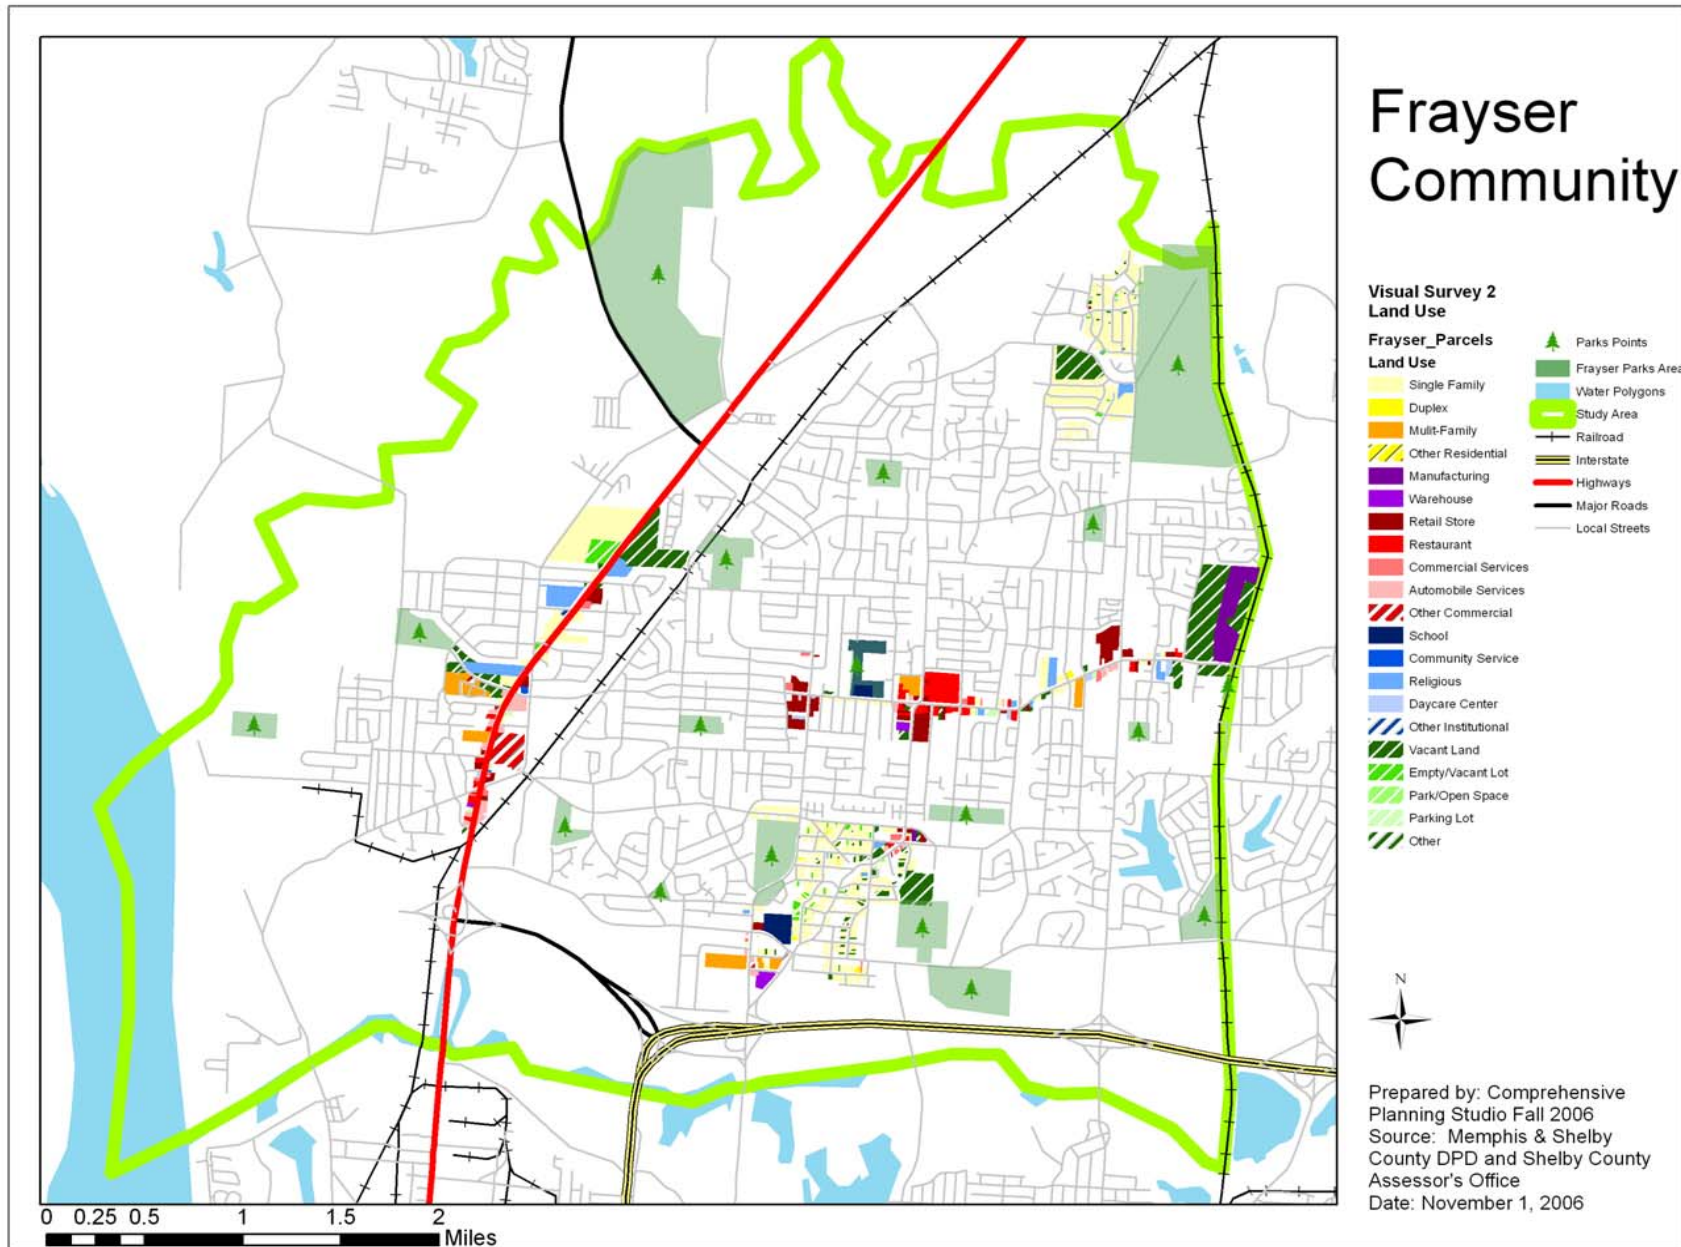 Frayser
Community
Visual Survey 2
Land Use
Frayser_Parcels
Land Use
Single Family
Duplex
Mulit-Family
Other Residential
Manufacturing
Warehouse
Retail Store
Restaurant
Commercial Services
Automobile Services
Other Commercial
School
Community Service
Religious
Daycare Center
Other Institutional
Vacant Land
Empty/Vacant Lot
Park/Open Space
Parking Lot
Other
Parks Points
Frayser Parks Area
Water Polygons
Study Area
Railroad
Interstate
Highways
Major Roads
Local Streets
N
Prepared by: Comprehensive
Planning Studio Fall 2006
Source: Memphis & Shelby
County DPD and Shelby County
Assessor's Office
Date: November 1, 2006
0 0.25 0.5 1 1.5 2
Miles